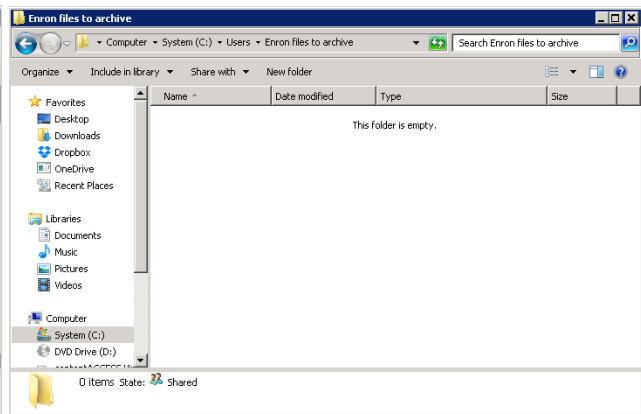 Enron files to archive
Computer System (C:) Users Enron files to archive Search Enron files to archive
Organize Include in library Share with New folder
Name Date modified Type Size
This folder is empty.
Favorites
Desktop
Downloads
Dropbox
OneDrive
Recent Places
Libraries
Documents
Music
Pictures
Videos
Computer
System (C:)
DVD Drive (D:)
0 items State: Shared